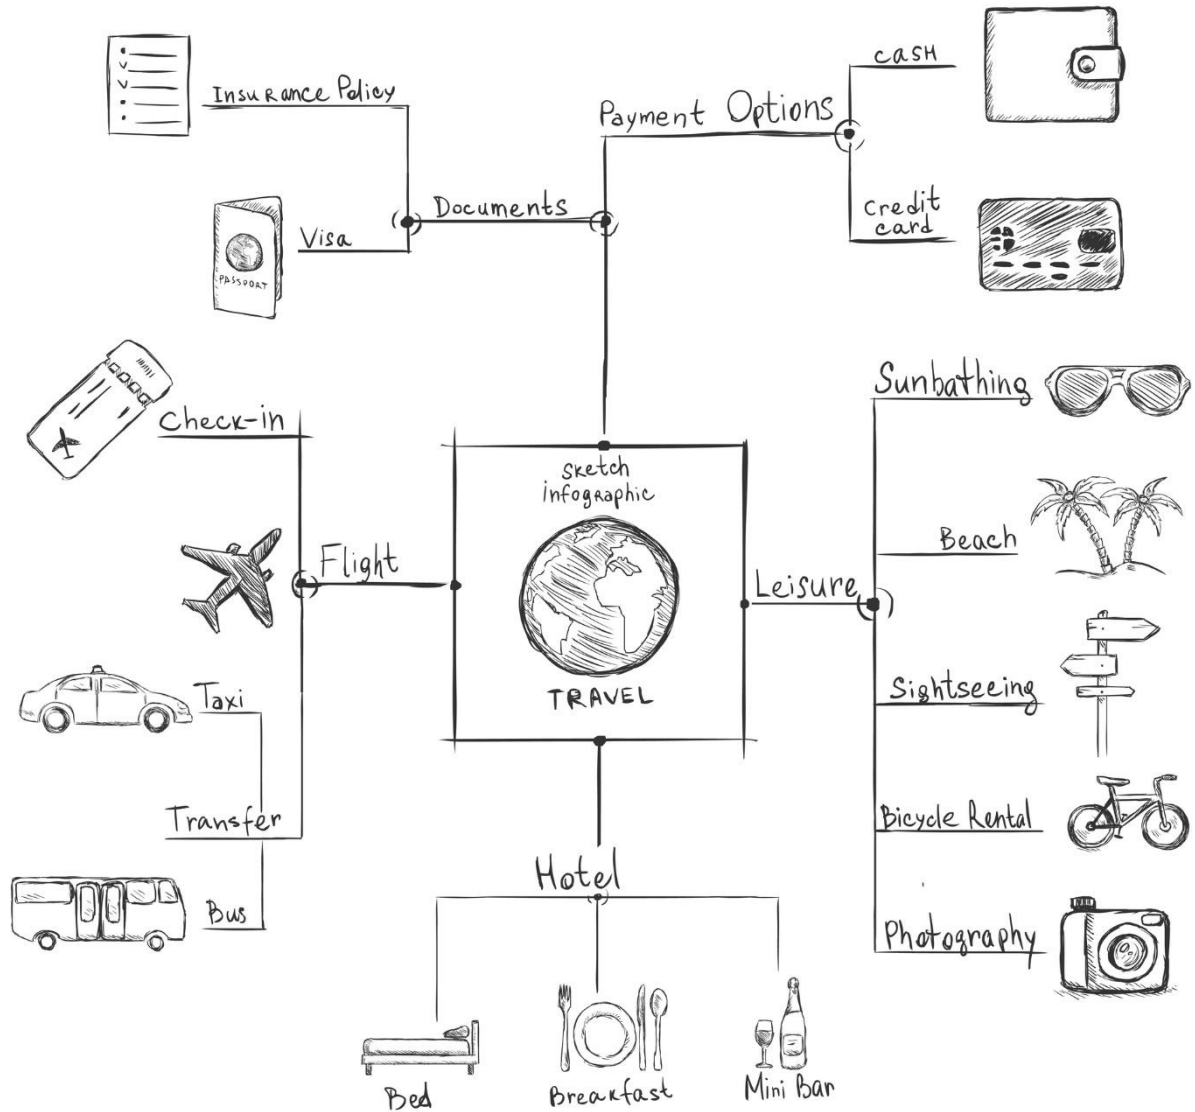 Insurance Policy
Payment Options
cash
Documents
Visa
PASSPORT
Credit
card
Check-in
Sketch
infographic
TRAVEL
Flight
Taxi
Transfer
Bus
Leisure
Sunbathing
Beach
Sightseeing
Bicycle Rental
Photography
Hotel
Bed
Breakfast
Mini Bar